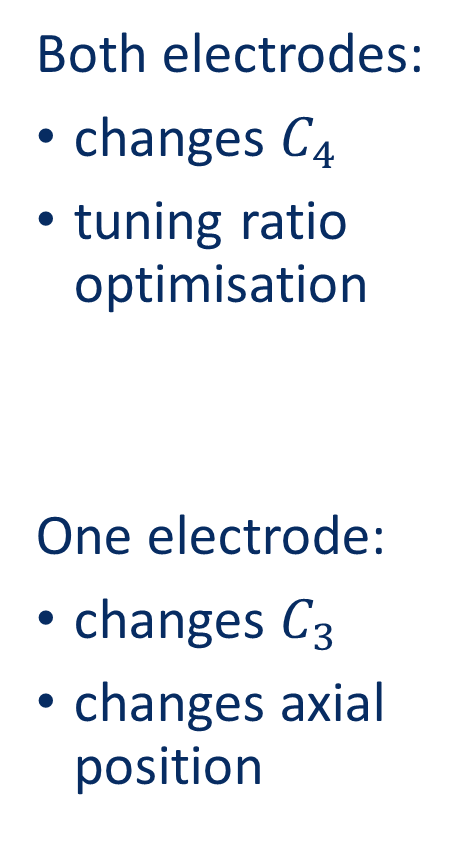 Both electrodes:
• changes C₄
• tuning ratio
optimisation
One electrode:
• changes C₃
• changes axial
position